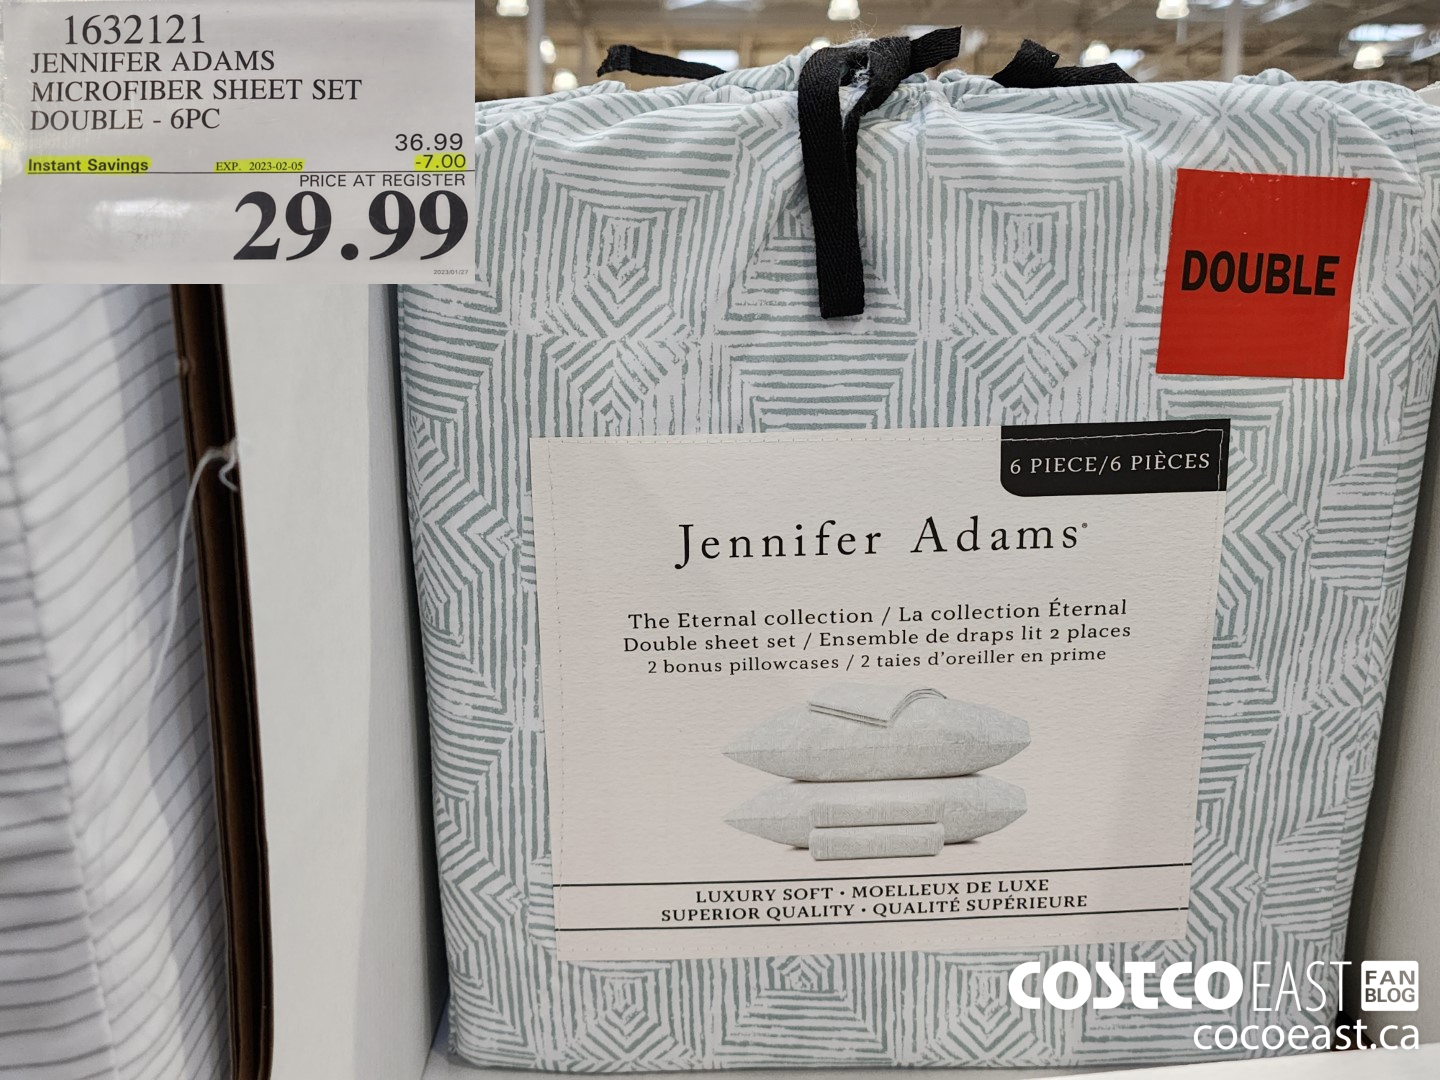 1632121
JENNIFER ADAMS
MICROFIBER SHEET SET
DOUBLE - 6PC
36.99
Instant Savings EXP. 2023-02-05 -7.00
PRICE AT REGISTER
29.99
2023/01/27
DOUBLE
6 PIECE/6 PIÈCES
Jennifer Adams®
The Eternal collection / La collection Éternal
Double sheet set / Ensemble de draps lit 2 places
2 bonus pillowcases / 2 taies d'oreiller en prime
LUXURY SOFT • MOELLEUX DE LUXE
SUPERIOR QUALITY • QUALITÉ SUPÉRIEURE
COSTCO EAST FAN BLOG
cocoeast.ca